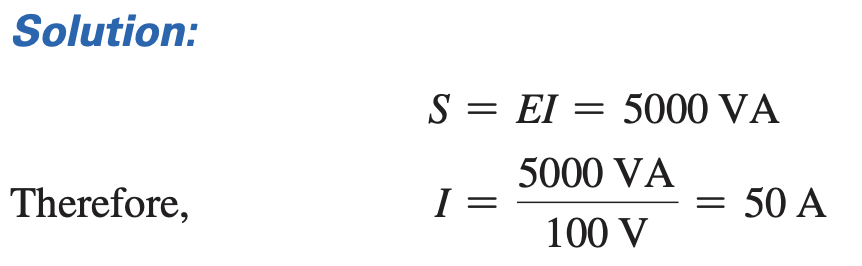 Solution:
S = EI = 5000 VA
Therefore, I = 5000 VA / 100 V = 50 A